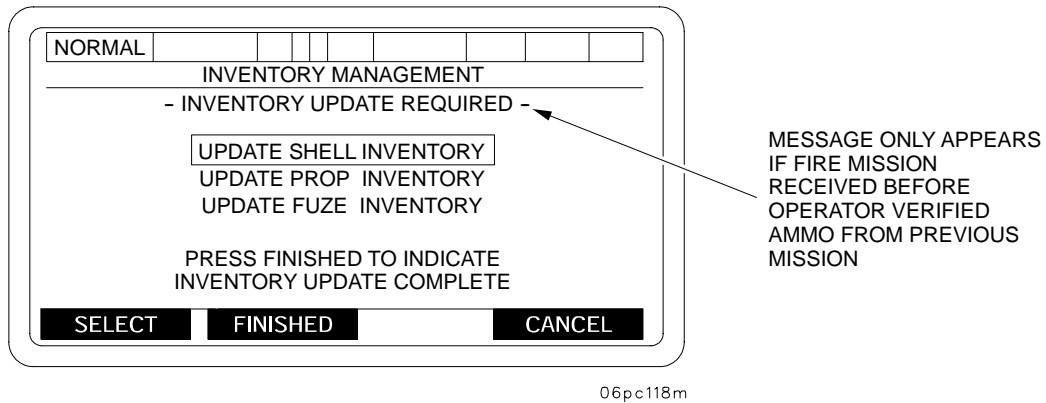 NORMAL
INVENTORY MANAGEMENT
- INVENTORY UPDATE REQUIRED -
UPDATE SHELL INVENTORY
UPDATE PROP INVENTORY
UPDATE FUZE INVENTORY
PRESS FINISHED TO INDICATE
INVENTORY UPDATE COMPLETE
SELECT FINISHED CANCEL
MESSAGE ONLY APPEARS
IF FIRE MISSION
RECEIVED BEFORE
OPERATOR VERIFIED
AMMO FROM PREVIOUS
MISSION
06pc118m